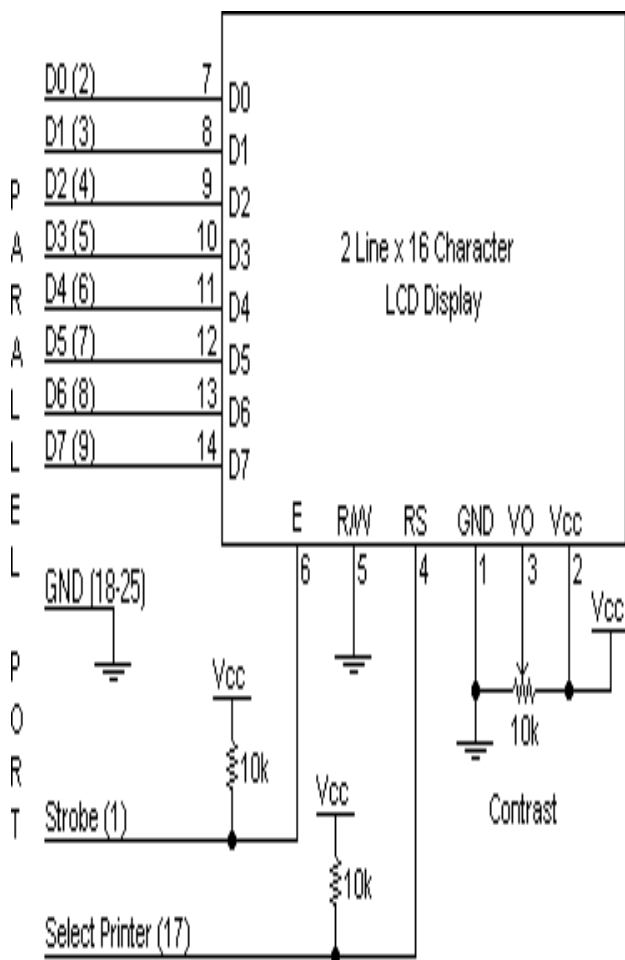 D0 (2) 7 D0
D1 (3) 8 D1
D2 (4) 9 D2
D3 (5) 10 D3
D4 (6) 11 D4
D5 (7) 12 D5
D6 (8) 13 D6
D7 (9) 14 D7
PARALLEL PORT
2 Line x 16 Character
LCD Display
E R/W RS GND VO Vcc
6 5 4 1 3 2
GND (18-25)
Vcc
Vcc
10k
10k
Contrast
Strobe (1)
Vcc
10k
Select Printer (17)